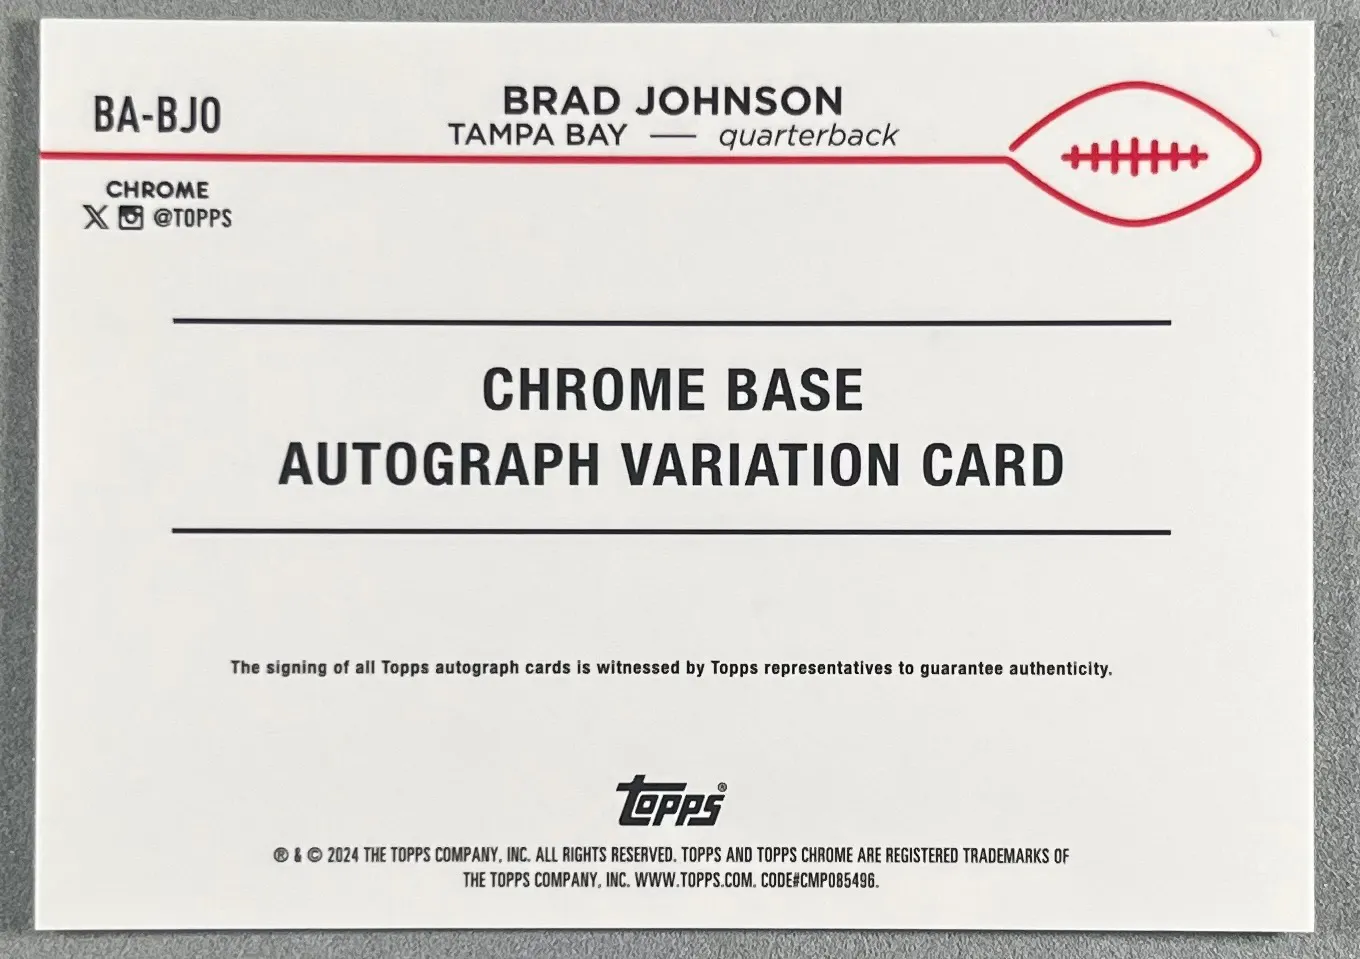 BA-BJO
BRAD JOHNSON
TAMPA BAY — quarterback
CHROME
X @TOPPS
CHROME BASE
AUTOGRAPH VARIATION CARD
The signing of all Topps autograph cards is witnessed by Topps representatives to guarantee authenticity.
topps®
® & © 2024 THE TOPPS COMPANY, INC. ALL RIGHTS RESERVED. TOPPS AND TOPPS CHROME ARE REGISTERED TRADEMARKS OF
THE TOPPS COMPANY, INC. WWW.TOPPS.COM. CODE#CMP085496.